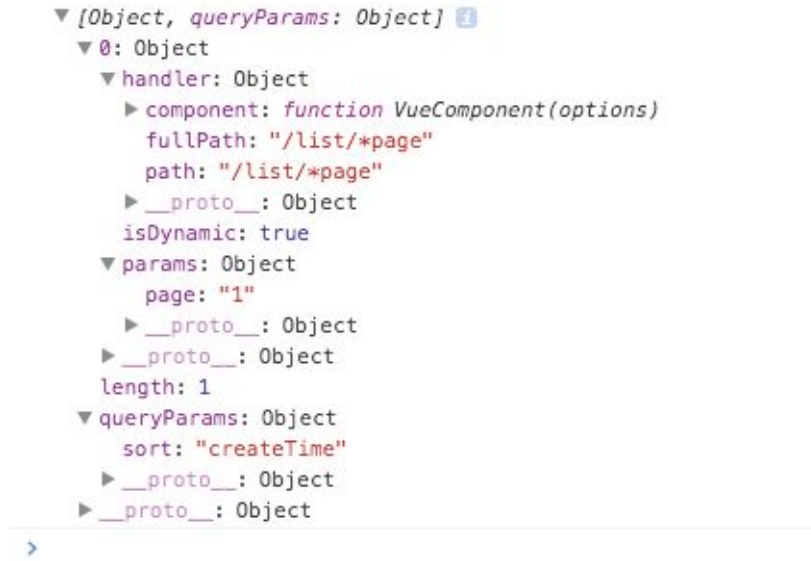 [Object, queryParams: Object] i
0: Object
handler: Object
component: function VueComponent(options)
fullPath: "/list/*page"
path: "/list/*page"
__proto__: Object
isDynamic: true
params: Object
page: "1"
__proto__: Object
__proto__: Object
length: 1
queryParams: Object
sort: "createTime"
__proto__: Object
__proto__: Object
>